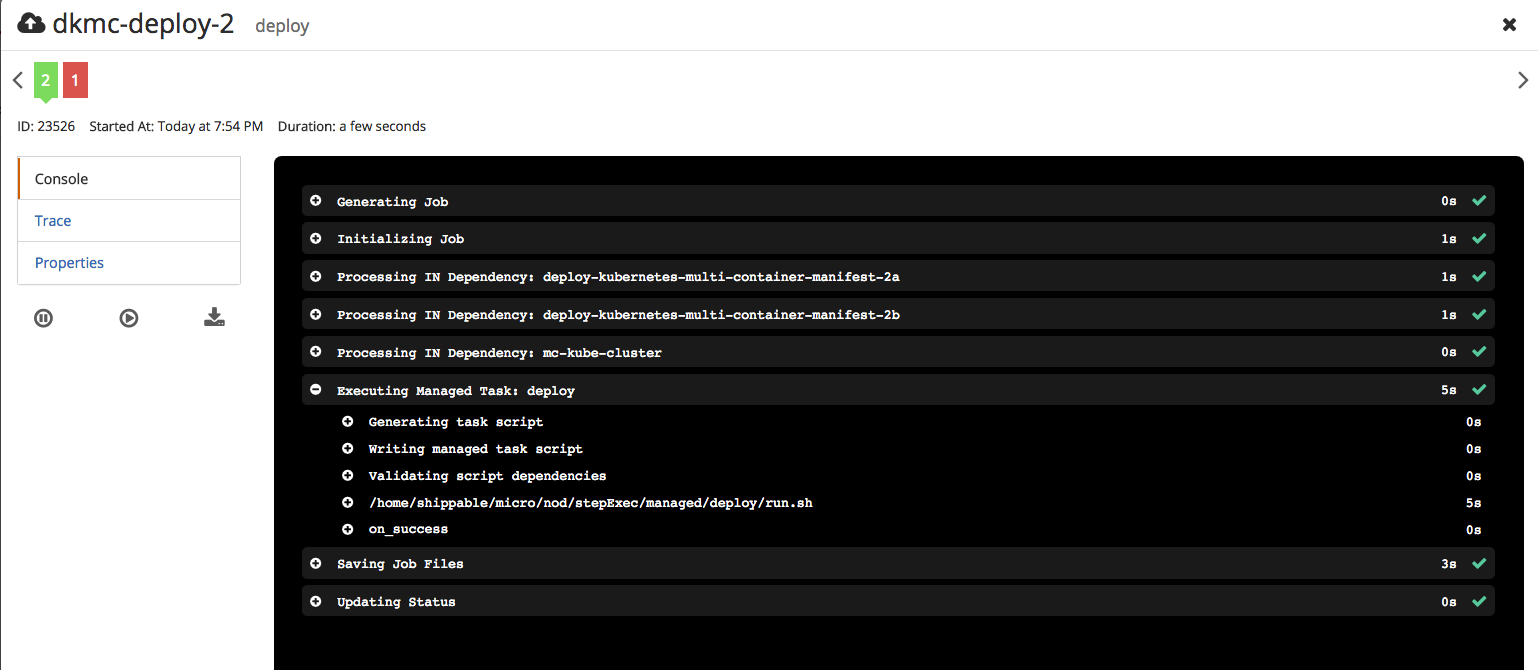 dkmc-deploy-2 deploy
2 1
ID: 23526 Started At: Today at 7:54 PM Duration: a few seconds
Console
Trace
Properties
Generating Job 0s
Initializing Job 1s
Processing IN Dependency: deploy-kubernetes-multi-container-manifest-2a 1s
Processing IN Dependency: deploy-kubernetes-multi-container-manifest-2b 1s
Processing IN Dependency: mc-kube-cluster 0s
Executing Managed Task: deploy 5s
Generating task script 0s
Writing managed task script 0s
Validating script dependencies 0s
/home/shippable/micro/nod/stepExec/managed/deploy/run.sh 5s
on_success 0s
Saving Job Files 3s
Updating Status 0s